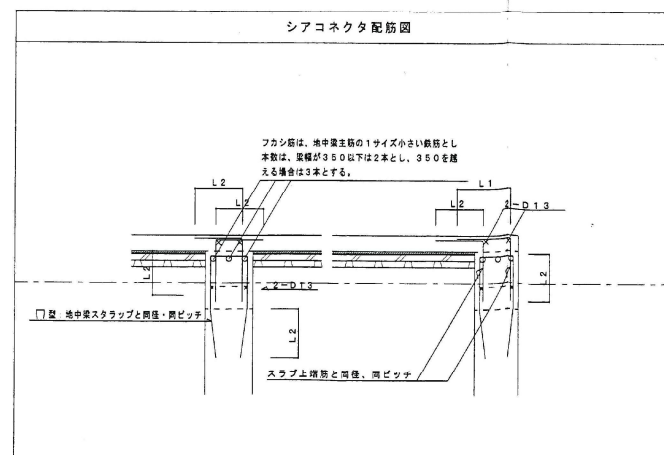 シアコネクタ配筋図
フカシ筋は、地中梁主筋の1サイズ小さい鉄筋とし
本数は、梁幅が350以下は2本とし、350を越
える場合は3本とする。
L2
L1
L2
L2
2-D13
L2
L2
2-D13
□型:地中梁スタラップと同径・同ピッチ
L2
スラブ上端筋と同径、同ピッチ